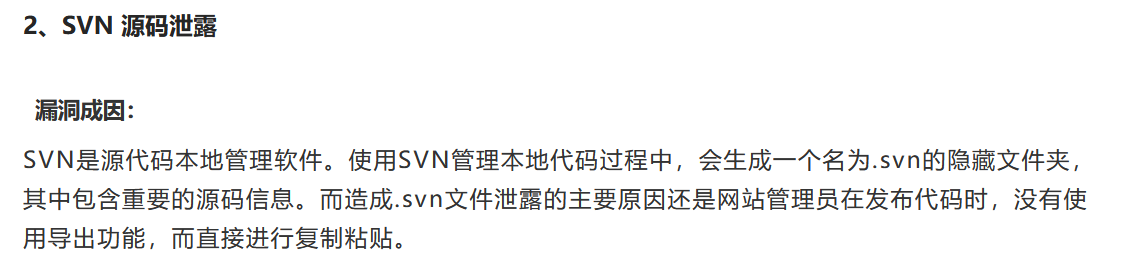 2、SVN 源码泄露
漏洞成因：
SVN是源代码本地管理软件。使用SVN管理本地代码过程中，会生成一个名为.svn的隐藏文件夹，
其中包含重要的源码信息。而造成.svn文件泄露的主要原因还是网站管理员在发布代码时，没有使
用导出功能，而直接进行复制粘贴。